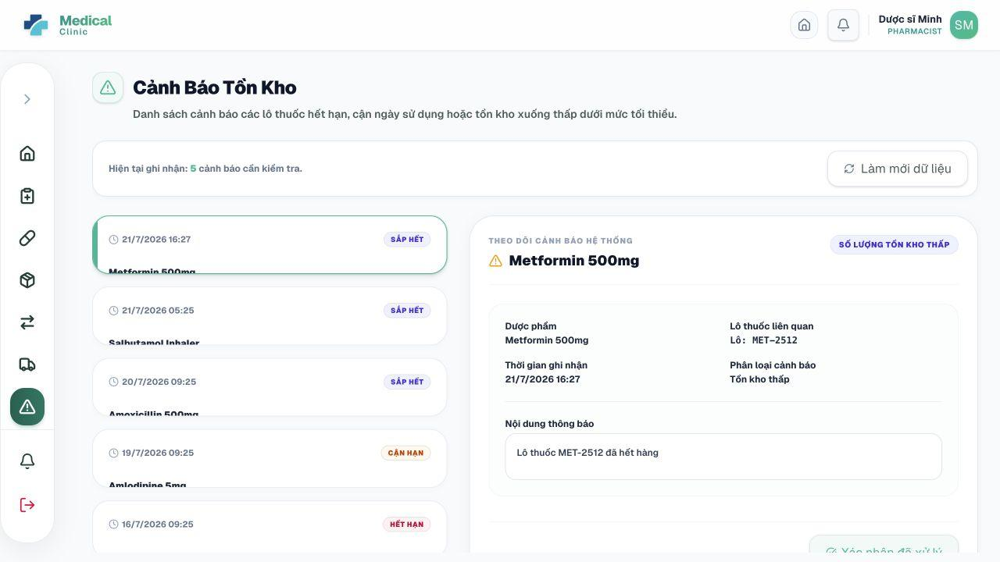 Medical
Clinic
Dược sĩ Minh
PHARMACIST
SM
Cảnh Báo Tồn Kho
Danh sách cảnh báo các lô thuốc hết hạn, cận ngày sử dụng hoặc tồn kho xuống thấp dưới mức tối thiểu.
Hiện tại ghi nhận: 5 cảnh báo cần kiểm tra.
Làm mới dữ liệu
21/7/2026 16:27
SẮP HẾT
Metformin 500mg
21/7/2026 05:25
SẮP HẾT
Salbutamol Inhaler
20/7/2026 09:25
SẮP HẾT
Amoxicillin 500mg
19/7/2026 09:25
CẬN HẠN
Amlodipine 5mg
16/7/2026 09:25
HẾT HẠN
THEO DÕI CẢNH BÁO HỆ THỐNG
SỐ LƯỢNG TỒN KHO THẤP
Metformin 500mg
Dược phẩm
Metformin 500mg
Lô thuốc liên quan
Lô: MET-2512
Thời gian ghi nhận
21/7/2026 16:27
Phân loại cảnh báo
Tồn kho thấp
Nội dung thông báo
Lô thuốc MET-2512 đã hết hàng
Xác nhận đã xử lý